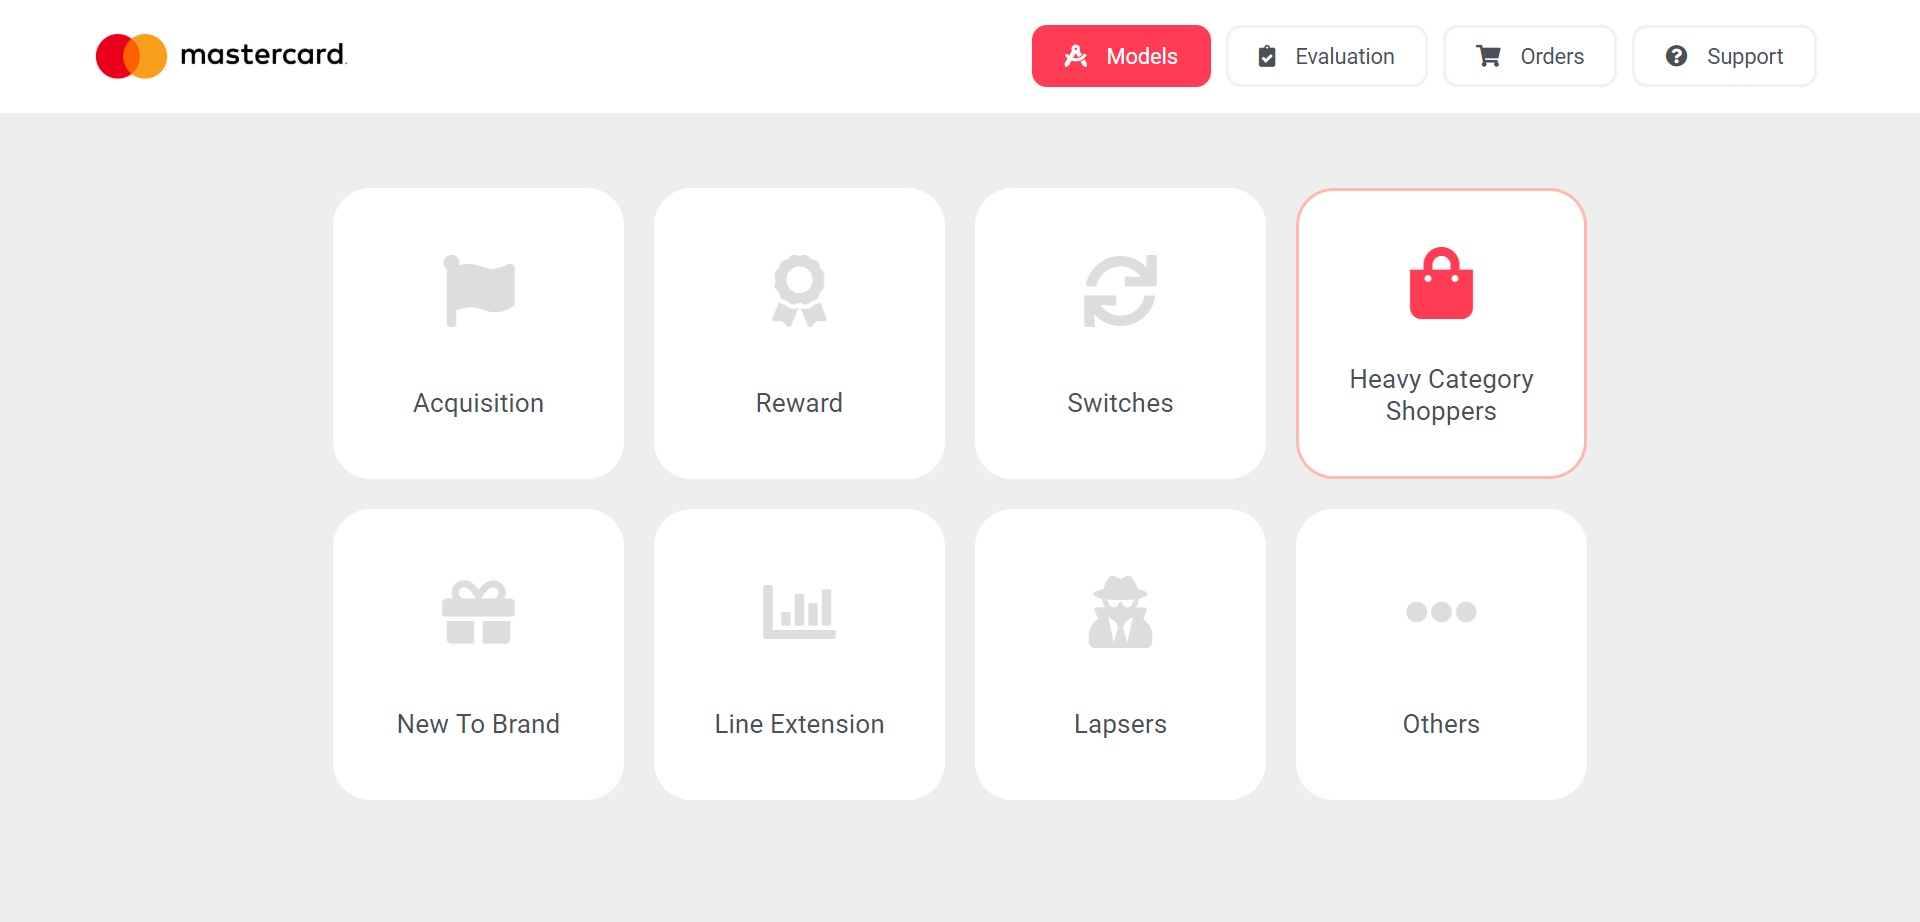 mastercard.
Models
Evaluation
Orders
Support
Acquisition
Reward
Switches
Heavy Category
Shoppers
New To Brand
Line Extension
Lapsers
Others